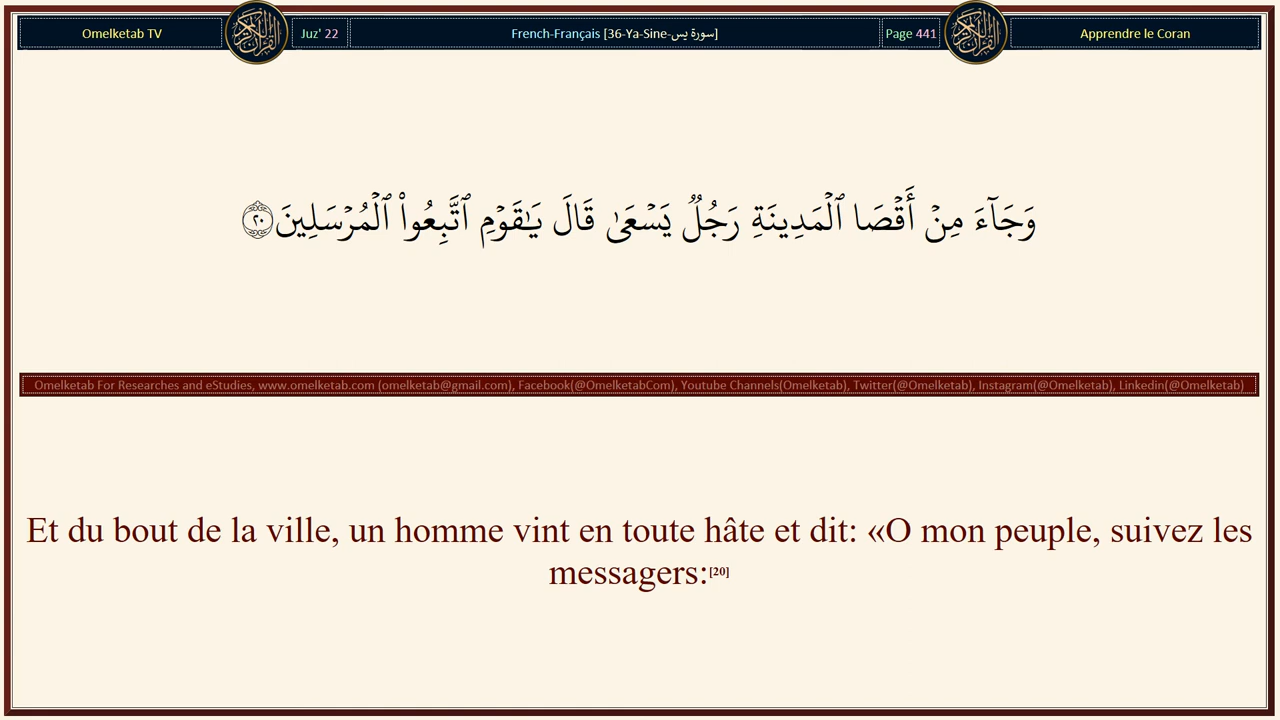 Omelketab TV
Juz' 22
French-Français [36-Ya-Sine-سورة يس]
Page 441
Apprendre le Coran
وَجَآءَ مِنۡ أَقۡصَا ٱلۡمَدِينَةِ رَجُلٞ يَسۡعَىٰ قَالَ يَٰقَوۡمِ ٱتَّبِعُواْ ٱلۡمُرۡسَلِينَ ٢٠
Omelketab For Researches and eStudies, www.omelketab.com (omelketab@gmail.com), Facebook(@OmelketabCom), Youtube Channels(Omelketab), Twitter(@Omelketab), Instagram(@Omelketab), Linkedin(@Omelketab)
Et du bout de la ville, un homme vint en toute hâte et dit: «O mon peuple, suivez les
messagers:[20]